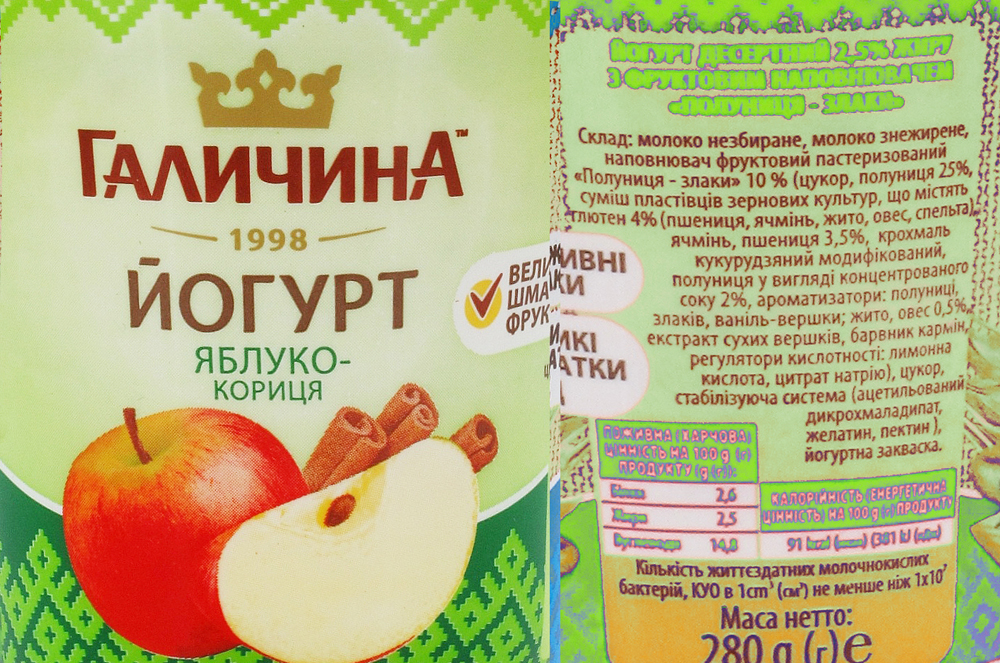 ГАЛИЧИНА™
1998
ЙОГУРТ
ЯБЛУКО-
КОРИЦЯ
ВЕЛИ
ШМА
ФРУК
ЙОГУРТ ДЕСЕРТНИЙ 2,5% ЖИРУ
З ФРУКТОВИМ НАПОВНЮВАЧЕМ
«ПОЛУНИЦЯ - ЗЛАКИ»
Склад: молоко незбиране, молоко знежирене,
наповнювач фруктовий пастеризований
«Полуниця - злаки» 10 % (цукор, полуниця 25%,
суміш пластівців зернових культур, що містять
глютен 4% (пшениця, ячмінь, жито, овес, спельта),
ячмінь, пшениця 3,5%, крохмаль
кукурудзяний модифікований,
полуниця у вигляді концентрованого
соку 2%, ароматизатори: полуниці,
злаків, ваніль-вершки; жито, овес 0,5%,
екстракт сухих вершків, барвник кармін,
регулятори кислотності: лимонна
кислота, цитрат натрію), цукор,
стабілізуюча система (ацетильований
дикрохмаладипат,
желатин, пектин ),
йогуртна закваска.
ИВНІ
КИ
ИКІ
АТКИ
ПОЖИВНА (ХАРЧОВА)
ЦІННІСТЬ НА 100 g (г)
ПРОДУКТУ (g (г)):
Білки 2,6
Жири 2,5
Вуглеводи 14,8
КАЛОРІЙНІСТЬ (ЕНЕРГЕТИЧНА
ЦІННІСТЬ) НА 100 g (г) ПРОДУКТУ
91 kcal (ккал) (381 kJ (кДж))
Кількість життєздатних молочнокислих
бактерій, КУО в 1cm³ (см³) не менше ніж 1x10⁷
Маса нетто:
280 g (г) e